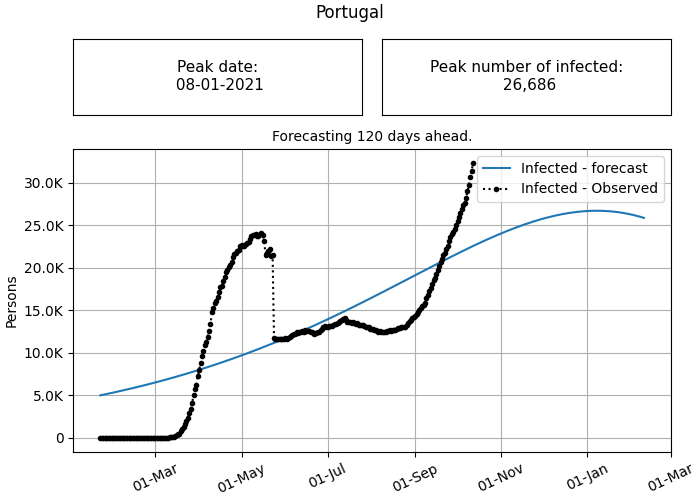 Portugal
Peak date:
08-01-2021
Peak number of infected:
26,686
Forecasting 120 days ahead.
Infected - forecast
Infected - Observed
Persons
30.0K
25.0K
20.0K
15.0K
10.0K
5.0K
0
01-Mar
01-May
01-Jul
01-Sep
01-Nov
01-Jan
01-Mar